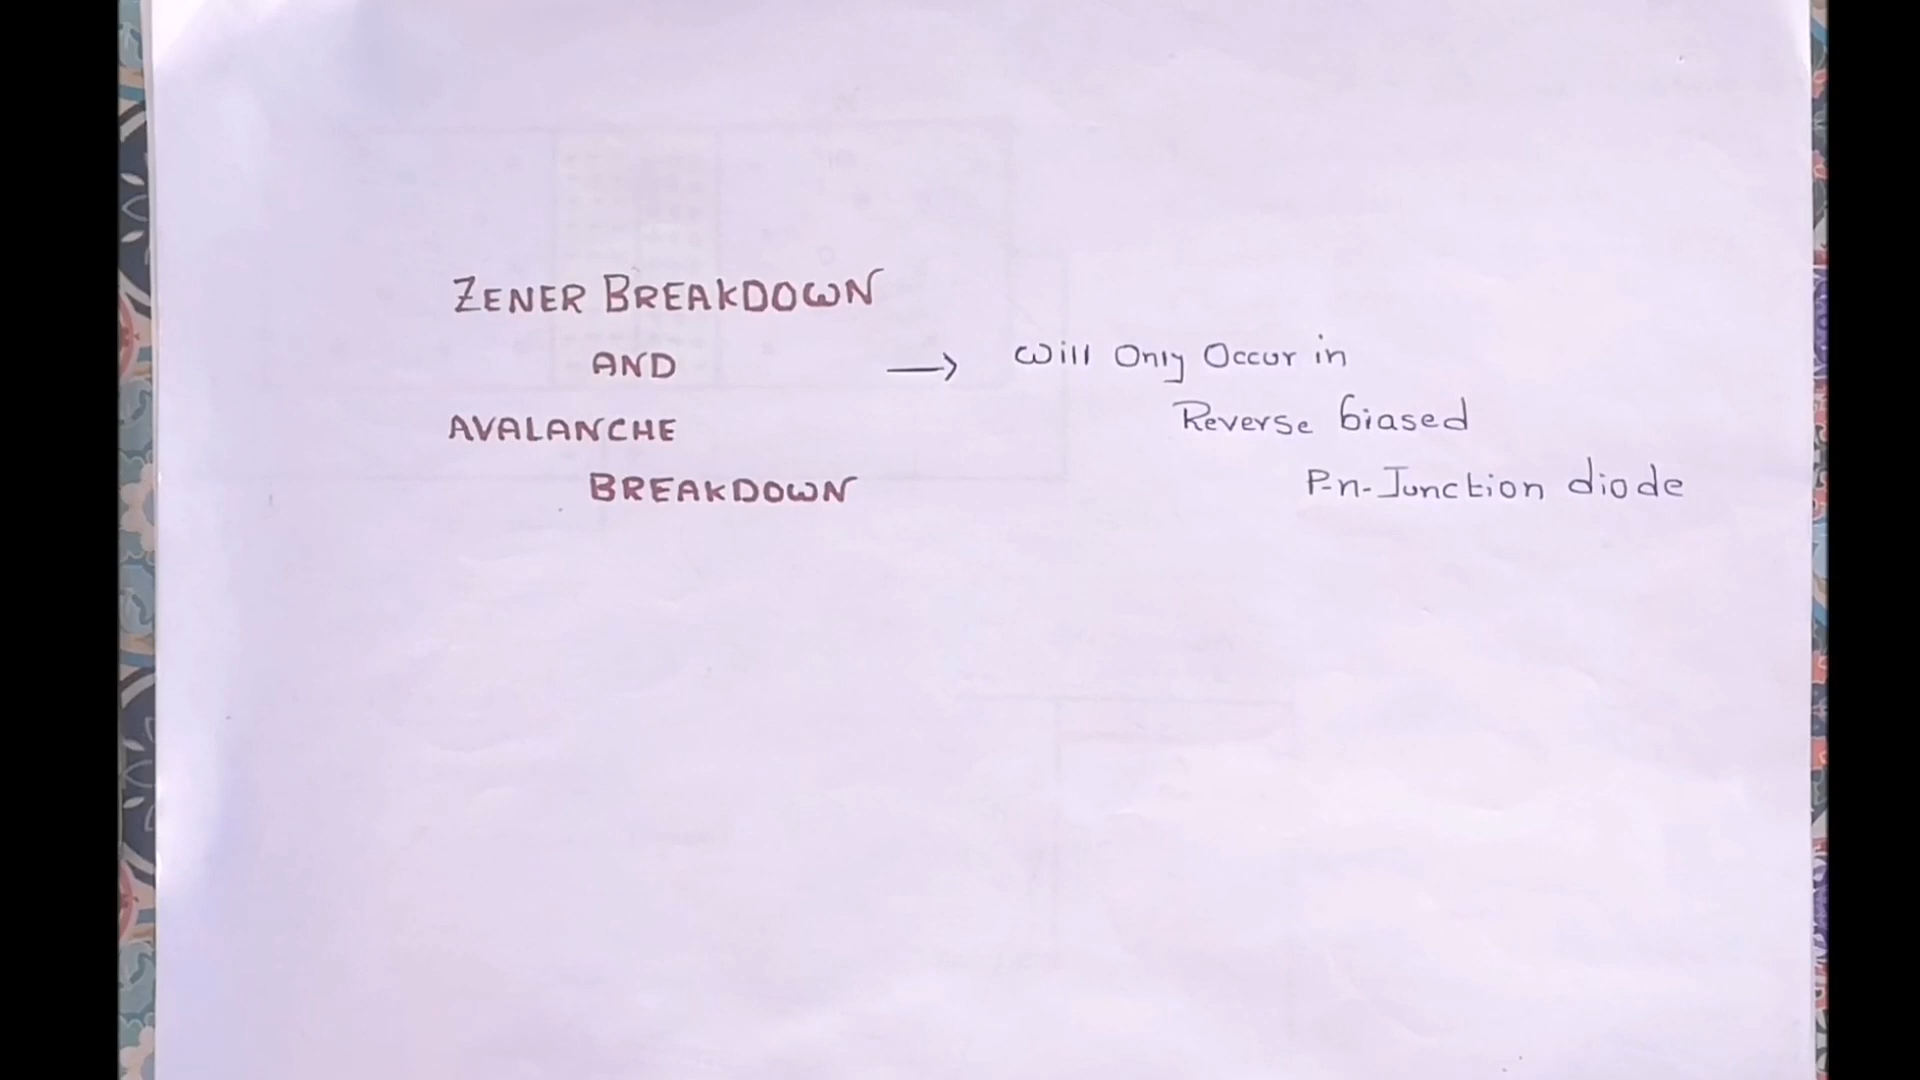 ZENER BREAKDOWN
AND
AVALANCHE
BREAKDOWN
→ Will Only Occur in
Reverse biased
P-n-Junction diode